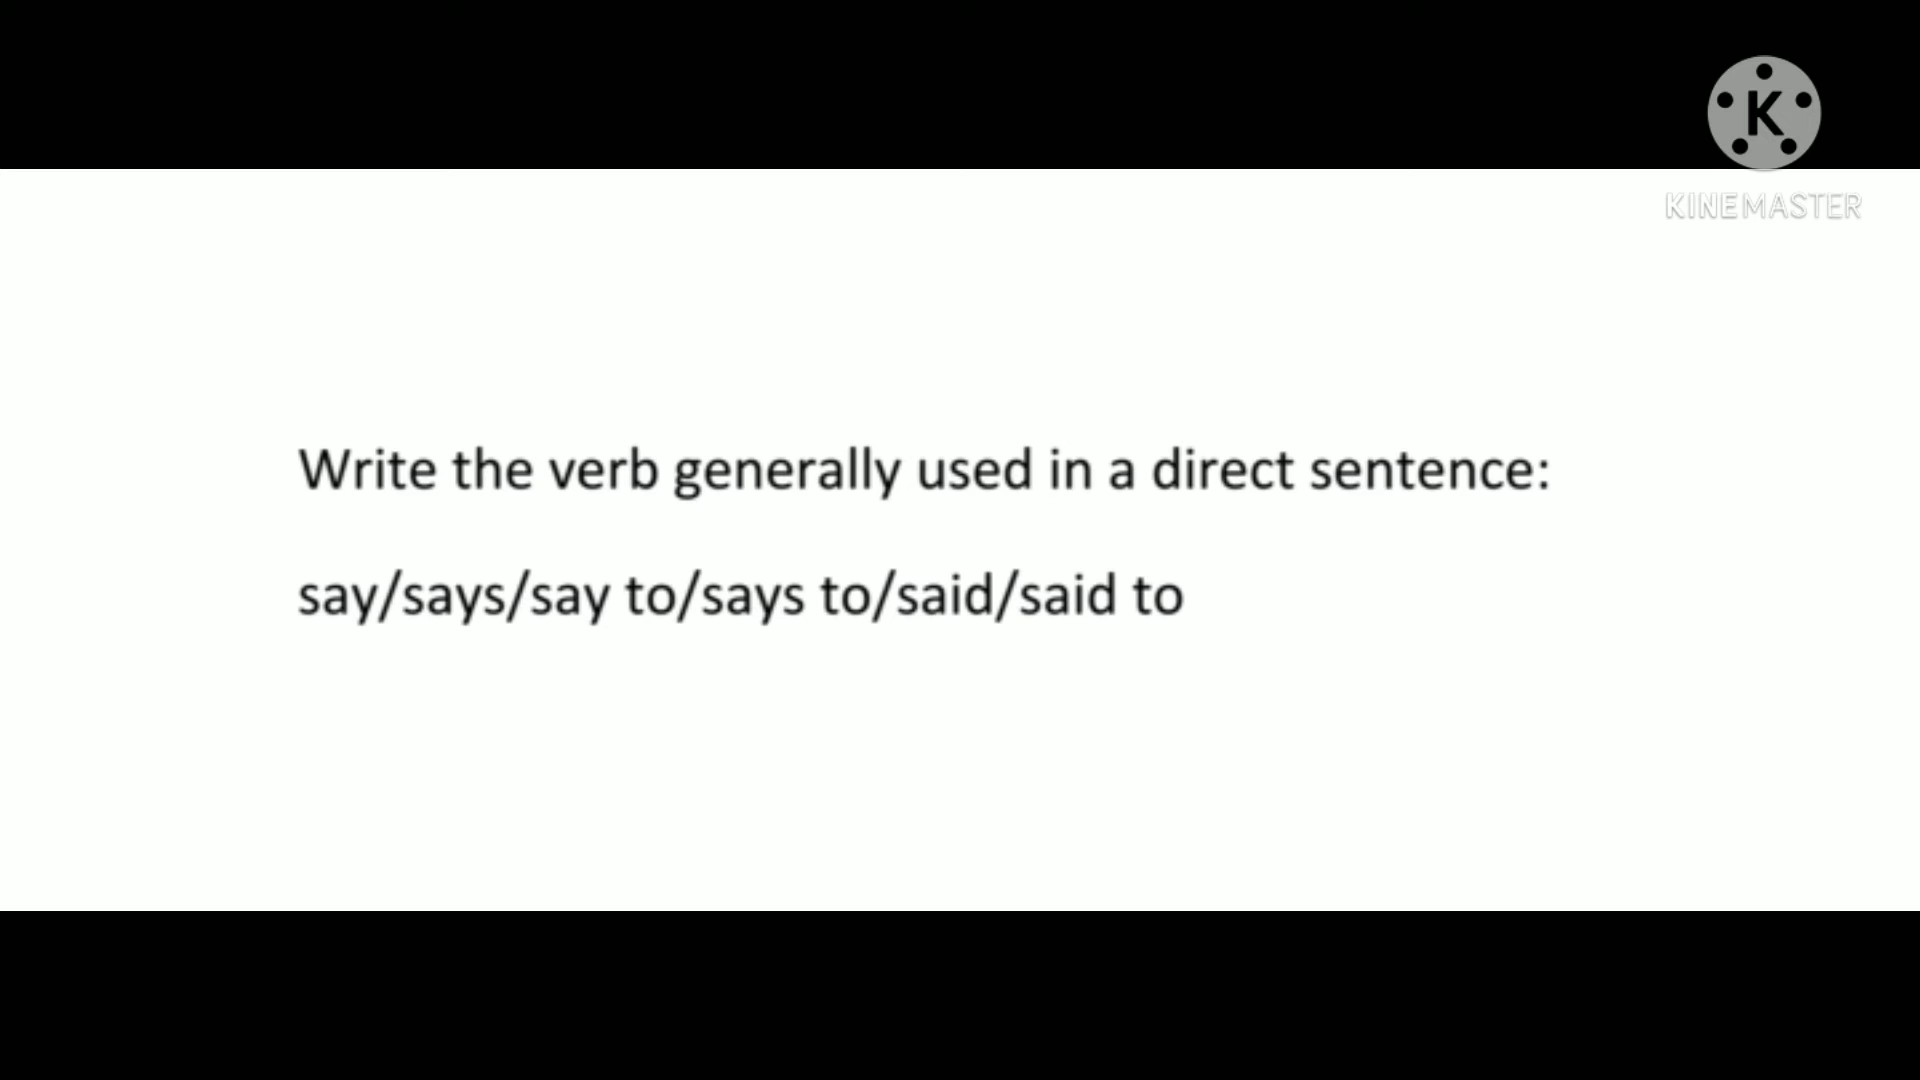 K
KINEMASTER
Write the verb generally used in a direct sentence:
say/says/say to/says to/said/said to